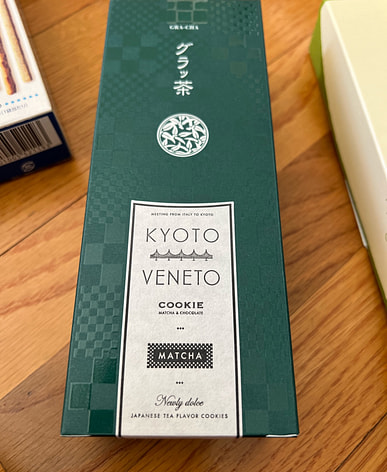 GRA-CHA
グラッ茶
MEETING FROM ITALY TO KYOTO
KYOTO
VENETO
COOKIE
MATCHA & CHOCOLATE
MATCHA
Newly dolce
JAPANESE TEA FLAVOR COOKIES